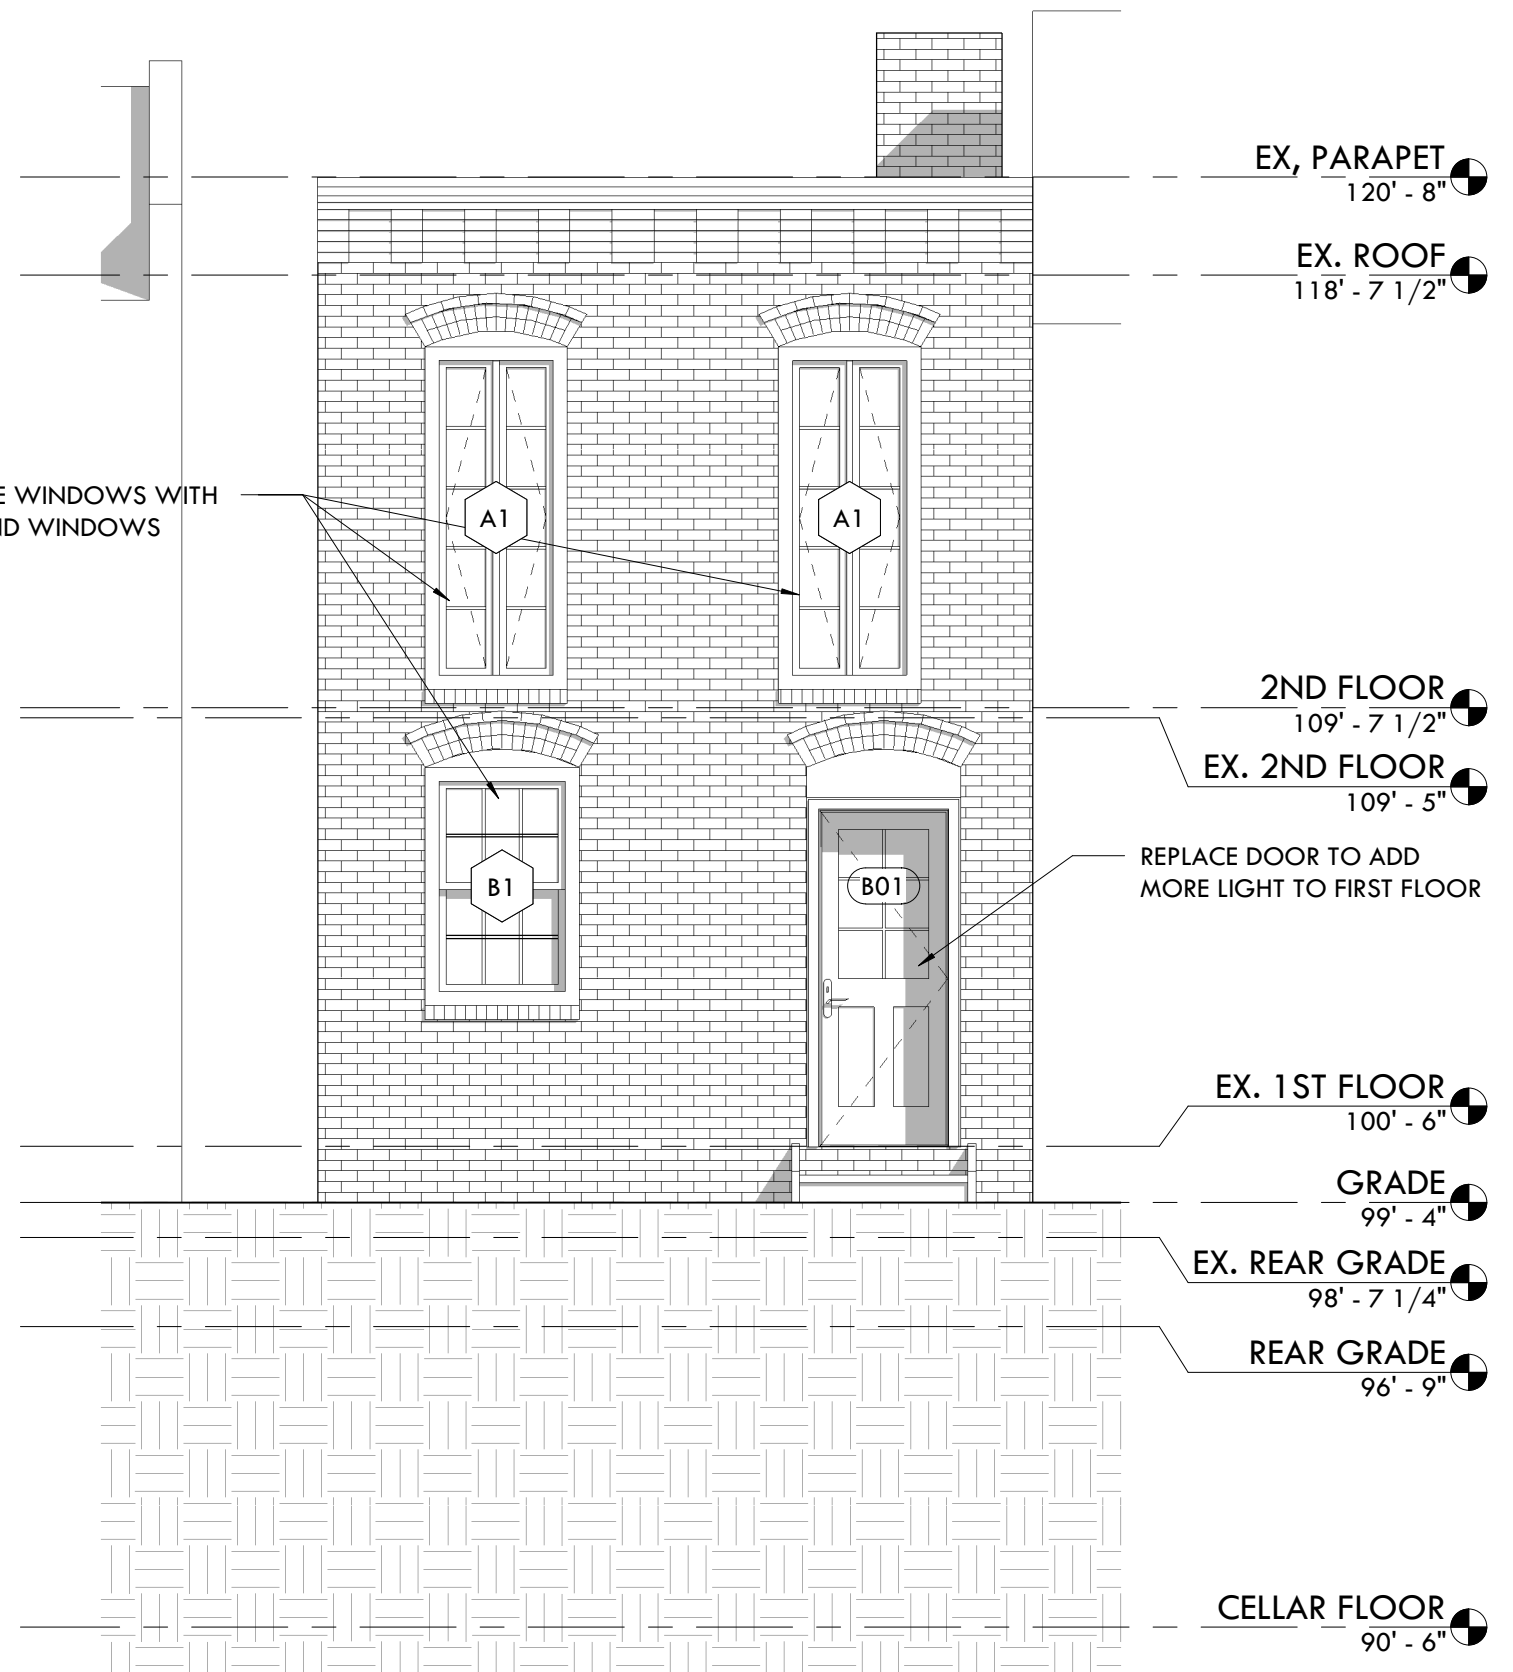 EX, PARAPET
120' - 8"
EX. ROOF
118' - 7 1/2"
WINDOWS WITH
WINDOWS
A1
A1
2ND FLOOR
109' - 7 1/2"
EX. 2ND FLOOR
109' - 5"
REPLACE DOOR TO ADD
MORE LIGHT TO FIRST FLOOR
B1
B01
EX. 1ST FLOOR
100' - 6"
GRADE
99' - 4"
EX. REAR GRADE
98' - 7 1/4"
REAR GRADE
96' - 9"
CELLAR FLOOR
90' - 6"